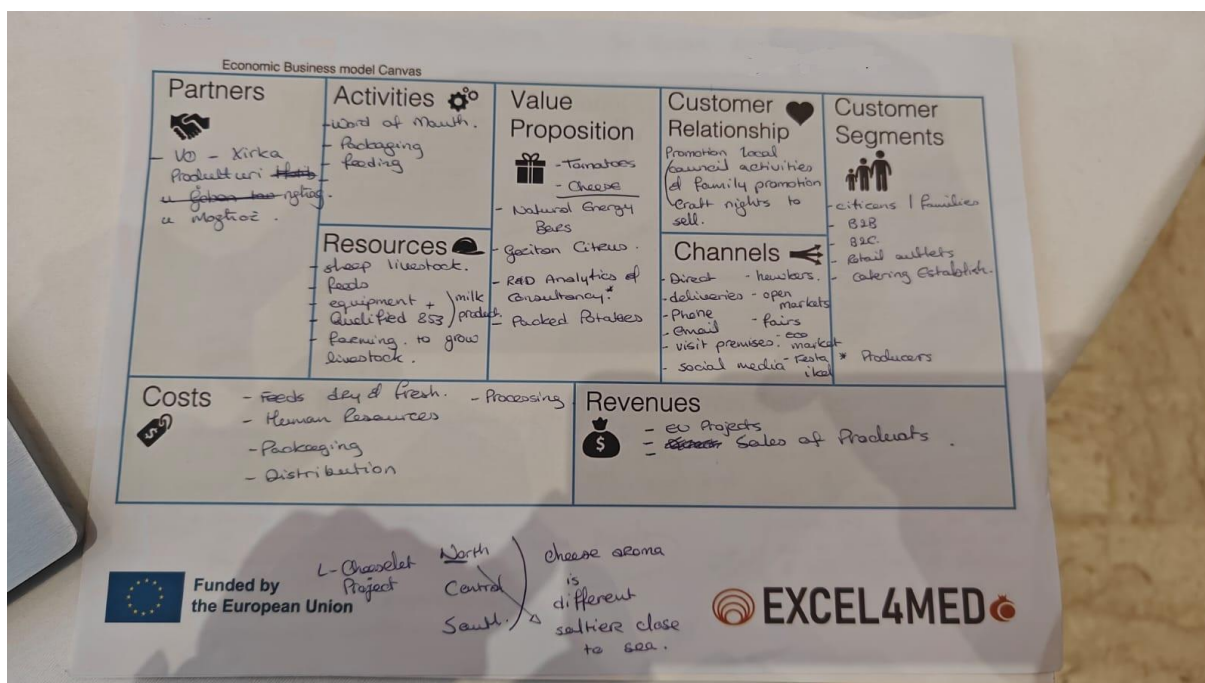 Economic Business model Canvas
Partners
- VO - Xirka
Produtturi
u
u Mogħoż.
Activities
- Word of Mouth.
- Packaging
- feeding
Resources
- sheep livestock.
- feeds
- equipment + milk
- Qualified 853 product
- farming to grow
livestock.
Value
Proposition
- Tomatoes
- Cheese
- Natural Energy
Bars
- Gozitan Citrus.
- R&D Analytics &
Consultancy.*
- Packed Potatoes
Customer
Relationship
Promotion local
council activities
& family promotion
Craft nights to
sell.
Channels
- Direct - hawkers.
- deliveries - open
markets
- Phone
- Email - fairs
- visit premises. - eco market
- social media - Festa
ikel
Customer
Segments
- citizens / families
- B2B
- B2C.
- Retail outlets
- Catering Establish.
* Producers
Costs
- Feeds dry & fresh. - Processing
- Human Resources
- Packaging
- Distribution
Revenues
- EU Projects
- Sales of Products.
-
Funded by
the European Union
L-Cheeselet
Project
North
Central
South.
cheese aroma
is
different
saltier close
to sea.
EXCEL4MED